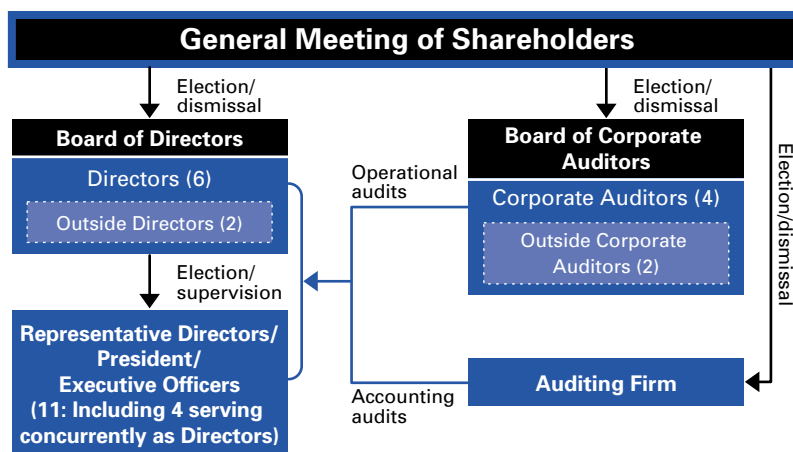 General Meeting of Shareholders
Election/
dismissal
Board of Directors
Directors (6)
Outside Directors (2)
Election/
supervision
Representative Directors/
President/
Executive Officers
(11: Including 4 serving
concurrently as Directors)
Operational
audits
Accounting
audits
Election/
dismissal
Board of Corporate
Auditors
Corporate Auditors (4)
Outside Corporate
Auditors (2)
Auditing Firm
Election/dismissal